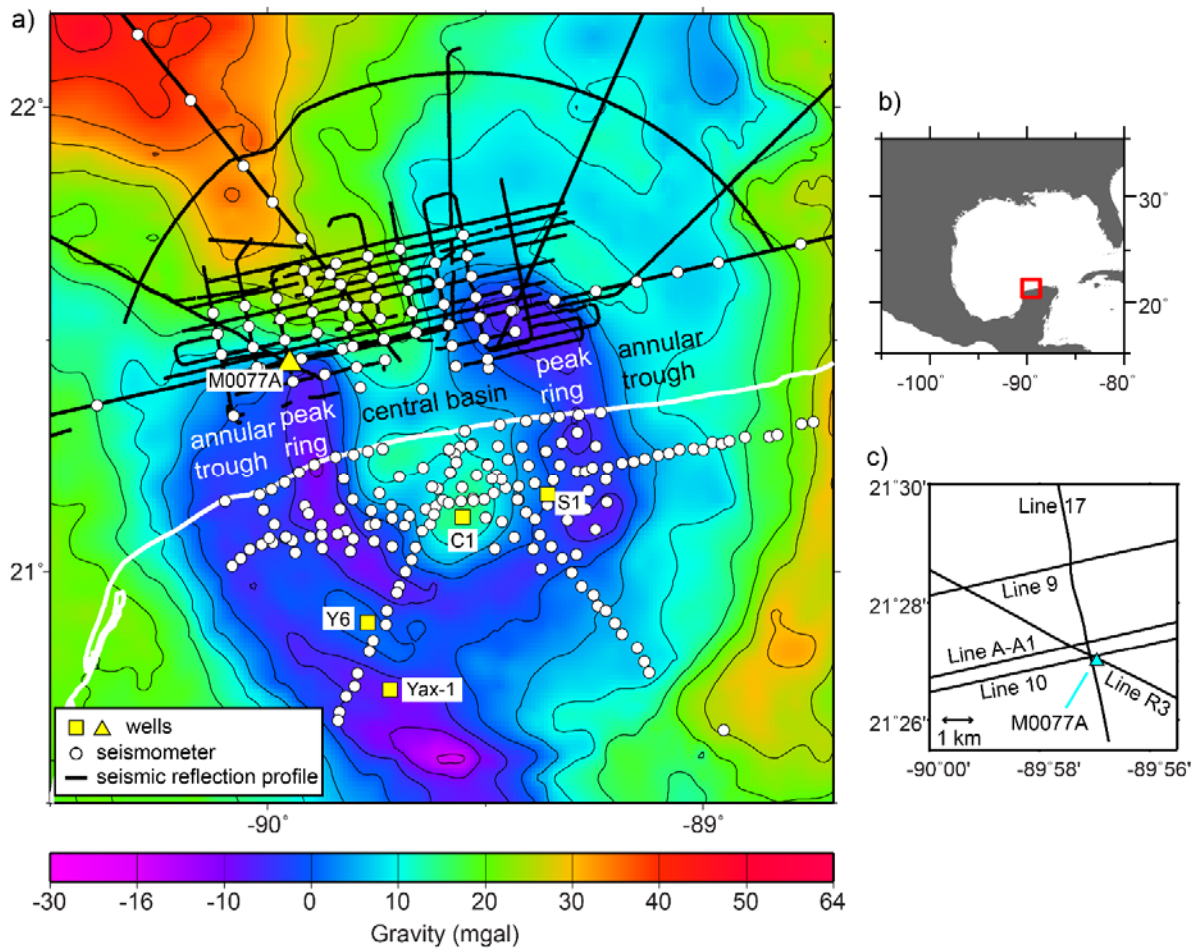 a)
22°
21°
-90°
-89°
M0077A
annular
trough
peak
ring
central basin
peak
ring
annular
trough
S1
C1
Y6
Yax-1
wells
seismometer
seismic reflection profile
-30 -16 -10 0 10 20 30 40 50 64
Gravity (mgal)
b)
30°
20°
-100° -90° -80°
c)
21°30'
21°28'
21°26'
Line 17
Line 9
Line A-A1
Line 10
Line R3
M0077A
1 km
-90°00' -89°58' -89°56'